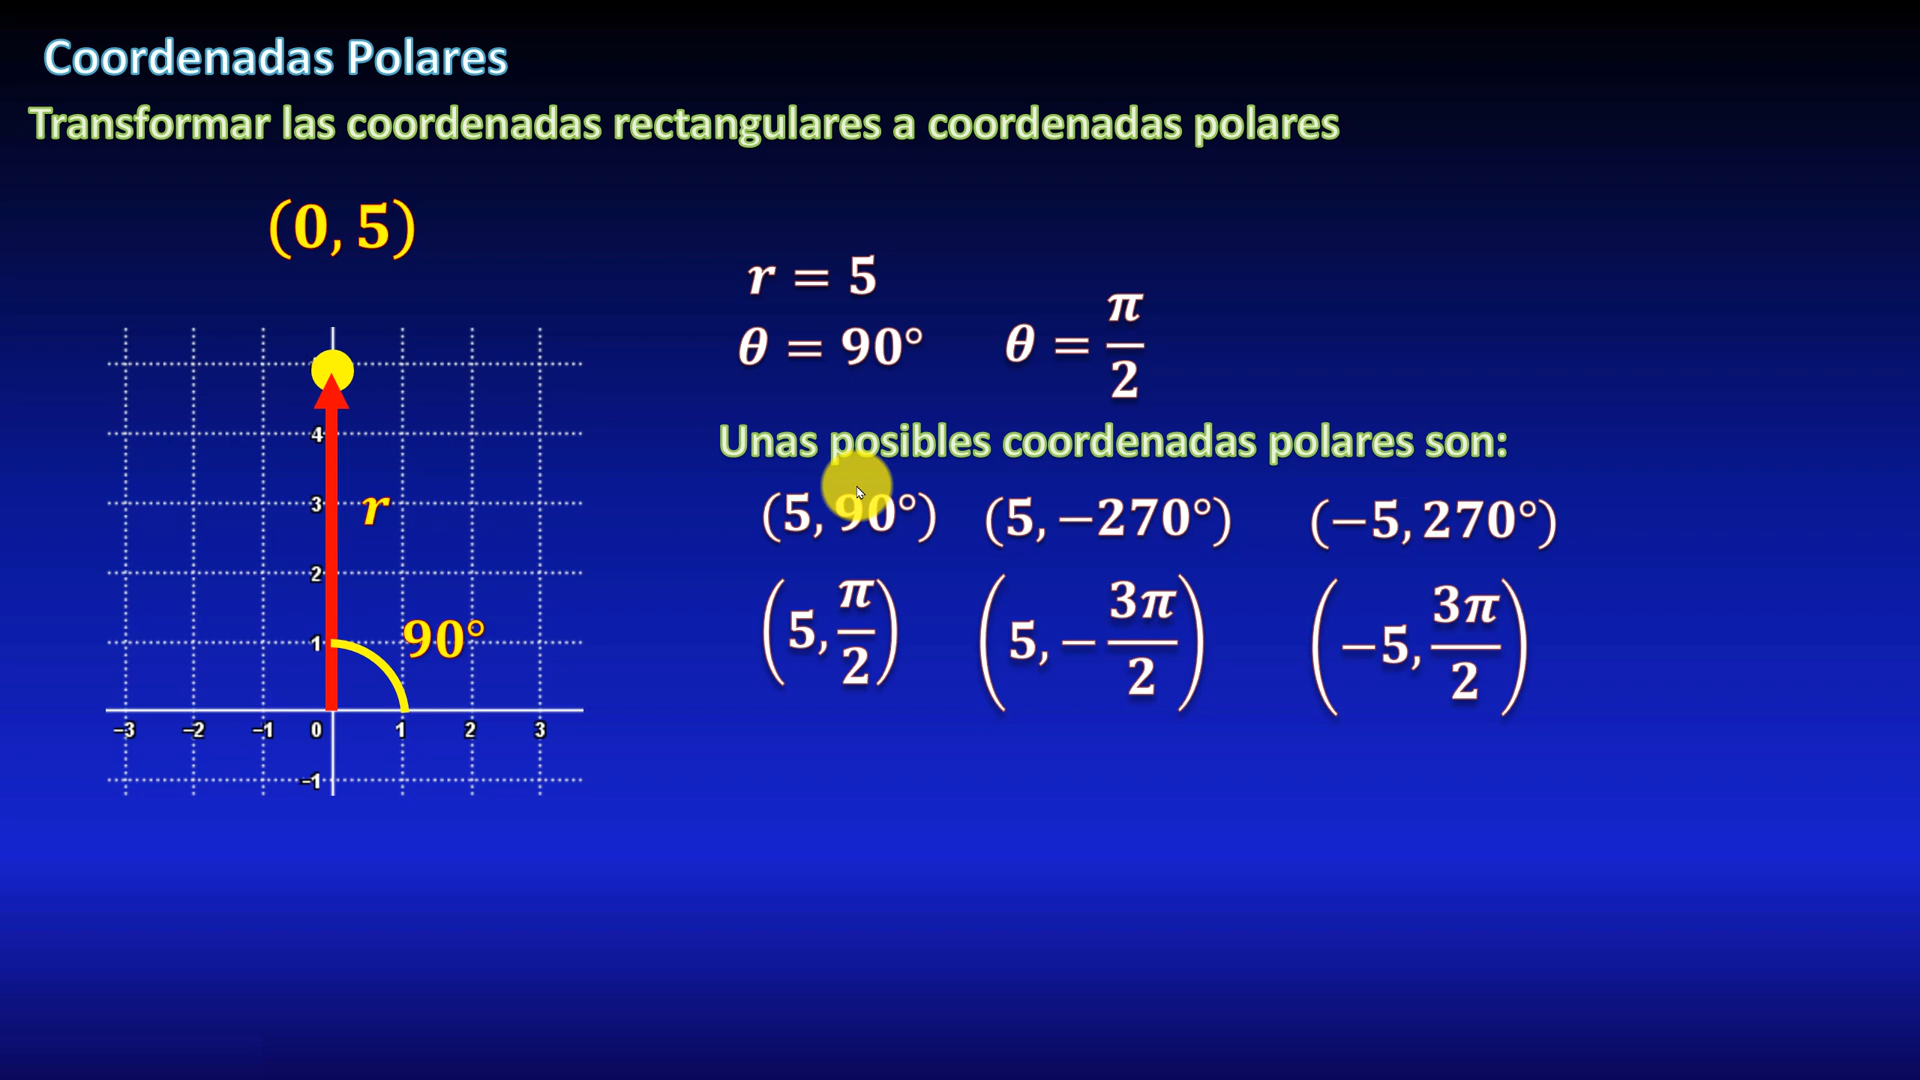 Coordenadas Polares
Transformar las coordenadas rectangulares a coordenadas polares
(0, 5)
r = 5
θ = 90° θ = π/2
Unas posibles coordenadas polares son:
(5, 90°) (5, −270°) (−5, 270°)
(5, π/2) (5, −3π/2) (−5, 3π/2)
4
3 r
2
1 90°
−3 −2 −1 0 1 2 3
−1